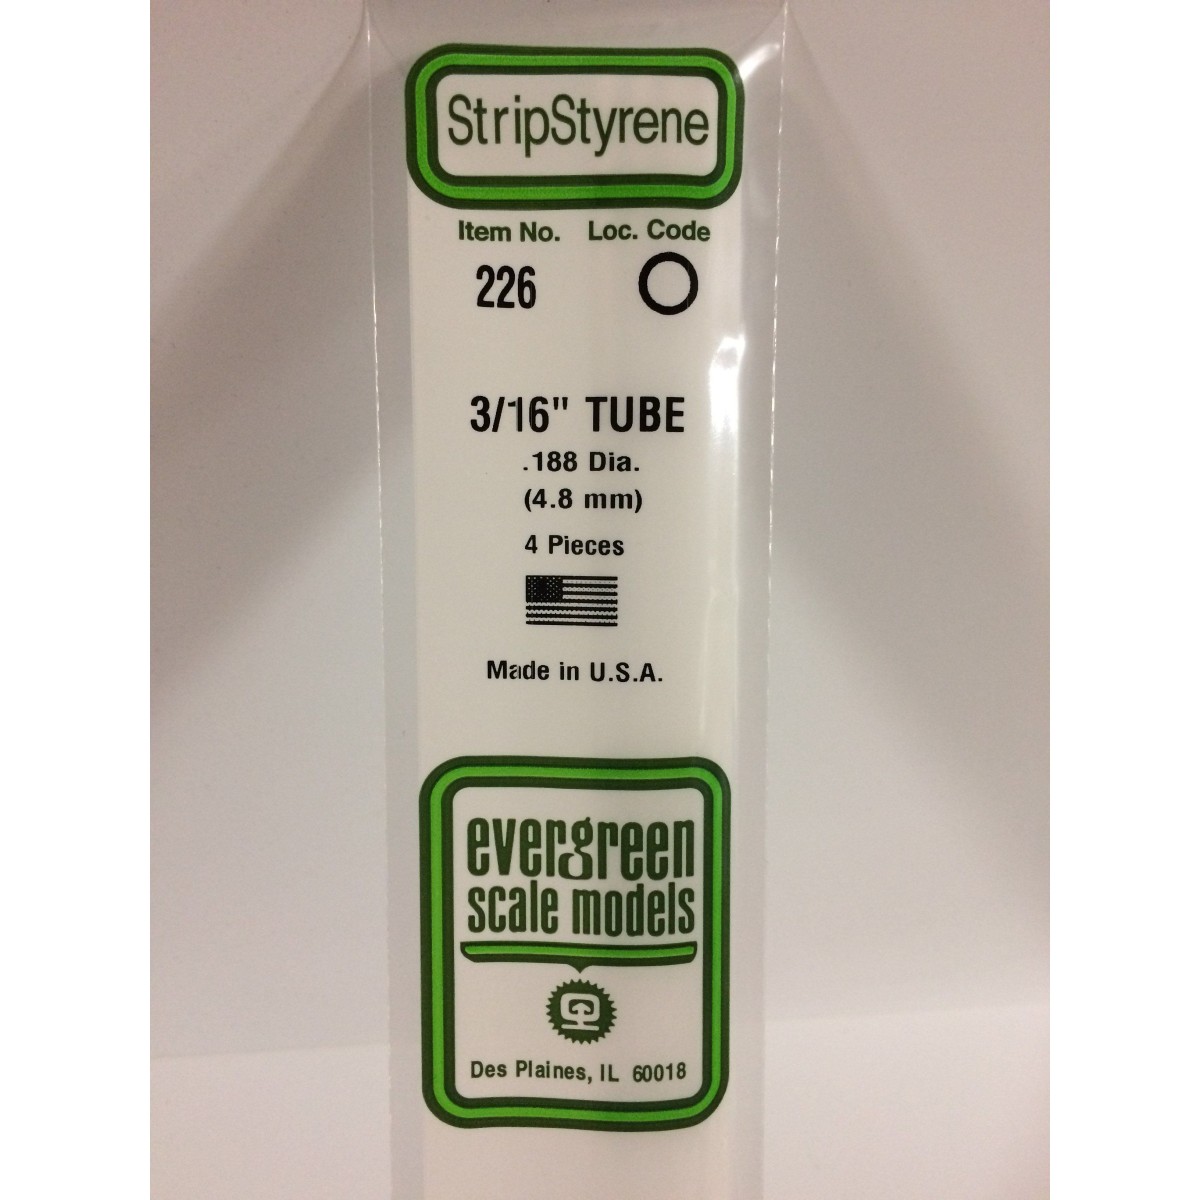 StripStyrene
Item No. Loc. Code
226
3/16" TUBE
.188 Dia.
(4.8 mm)
4 Pieces
Made in U.S.A.
evergreen
scale models
Des Plaines, IL 60018